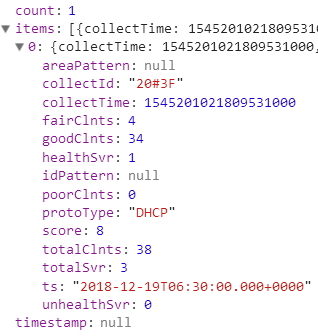 count: 1
▼ items: [{collectTime: 1545201021809531
▼ 0: {collectTime: 1545201021809531000,
areaPattern: null
collectId: "20#3F"
collectTime: 1545201021809531000
fairClnts: 4
goodClnts: 34
healthSvr: 1
idPattern: null
poorClnts: 0
protoType: "DHCP"
score: 8
totalClnts: 38
totalSvr: 3
ts: "2018-12-19T06:30:00.000+0000"
unhealthSvr: 0
timestamp: null